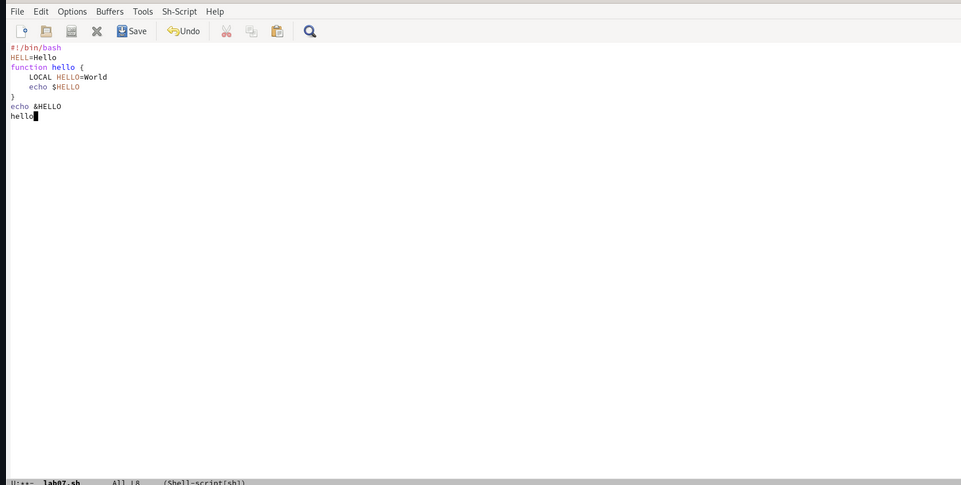 File Edit Options Buffers Tools Sh-Script Help
Save Undo
#!/bin/bash
HELL=Hello
function hello {
    LOCAL HELLO=World
    echo $HELLO
}
echo &HELLO
hello
U:**- lab07.sh All L8 (Shell-script[sh])